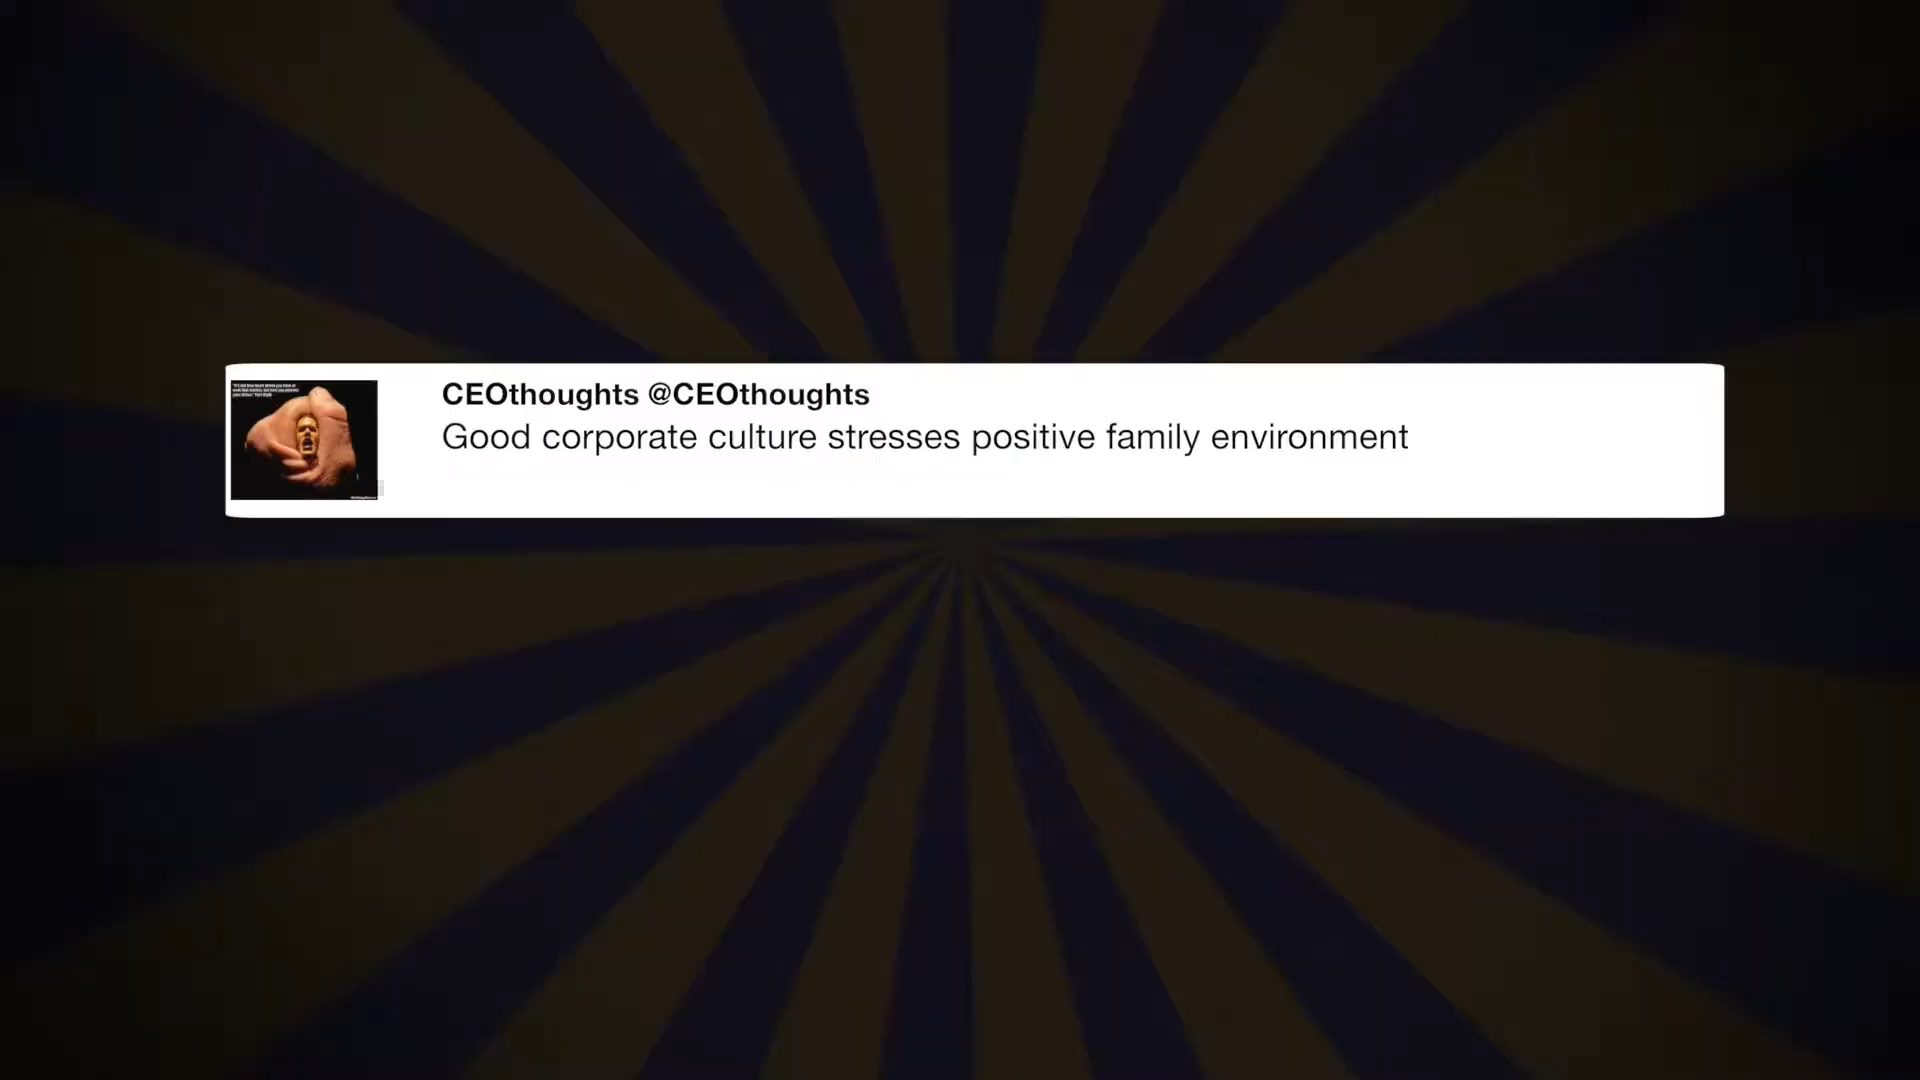 CEOthoughts @CEOthoughts
Good corporate culture stresses positive family environment